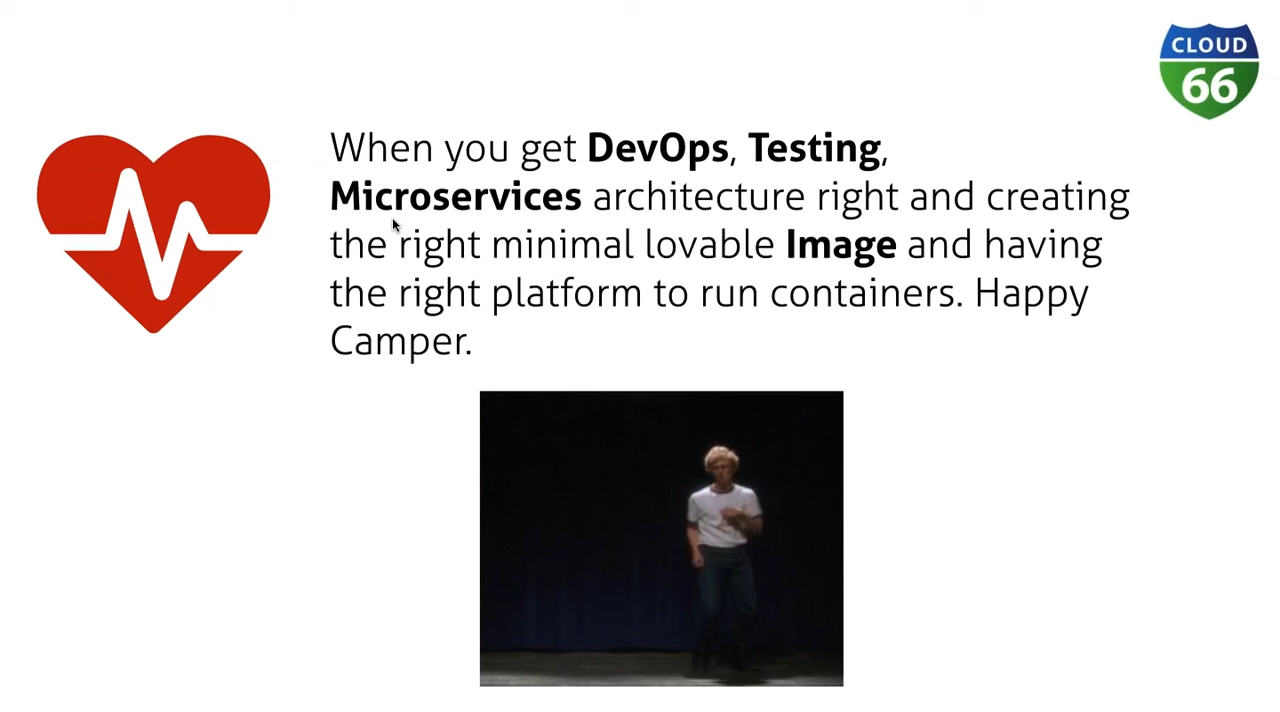 CLOUD
66
When you get DevOps, Testing,
Microservices architecture right and creating
the right minimal lovable Image and having
the right platform to run containers. Happy
Camper.